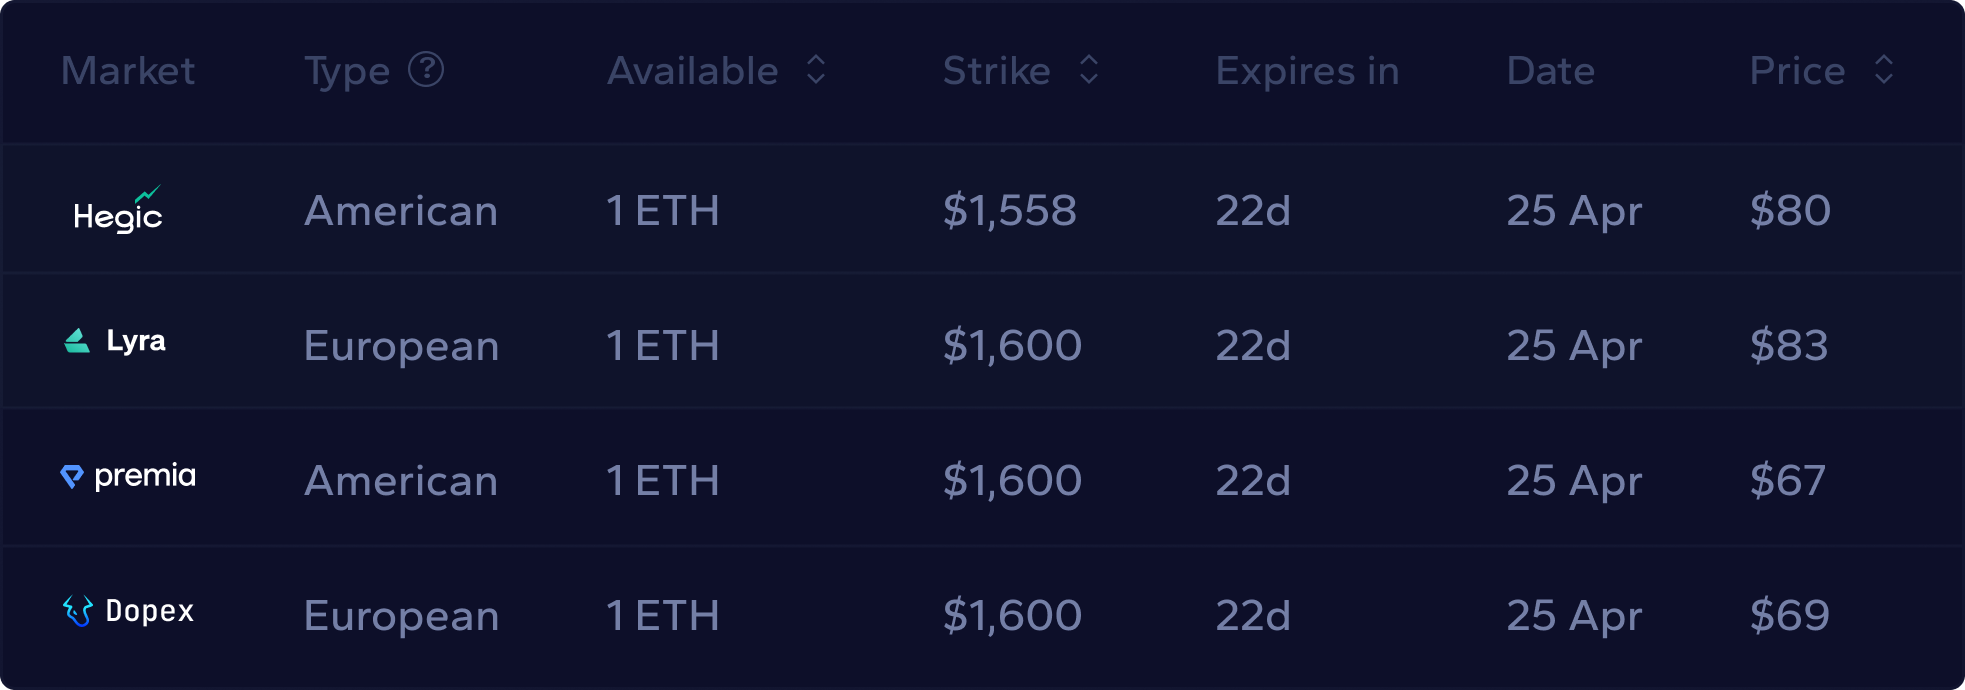 Market Type ? Available Strike Expires in Date Price
Hegic American 1 ETH $1,558 22d 25 Apr $80
Lyra European 1 ETH $1,600 22d 25 Apr $83
premia American 1 ETH $1,600 22d 25 Apr $67
Dopex European 1 ETH $1,600 22d 25 Apr $69